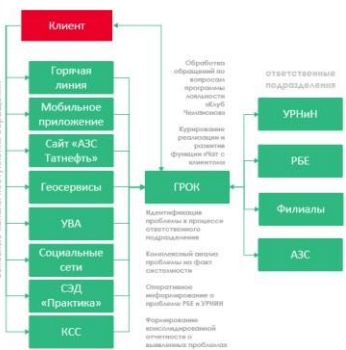 Клиент
Горячая
линия
Мобильное
приложение
Сайт «АЗС
Татнефть»
Геосервисы
УВА
Социальные
сети
СЭД
«Практика»
КСС
Обработка
обращений по
вопросам
программы
лояльности
«Клуб
Чемпионов»
Курирование
реализации и
развития
функции «Чат с
клиентом»
ГРОК
Идентификация
проблемы в процессе
ответственного
подразделения
Комплексный анализ
проблемы на факт
системности
Оперативное
информирование о
проблеме РБЕ и УРНиН
Формирование
консолидированной
отчетности о
выявленных проблемах
ответственные
подразделения
УРНиН
РБЕ
Филиалы
АЗС